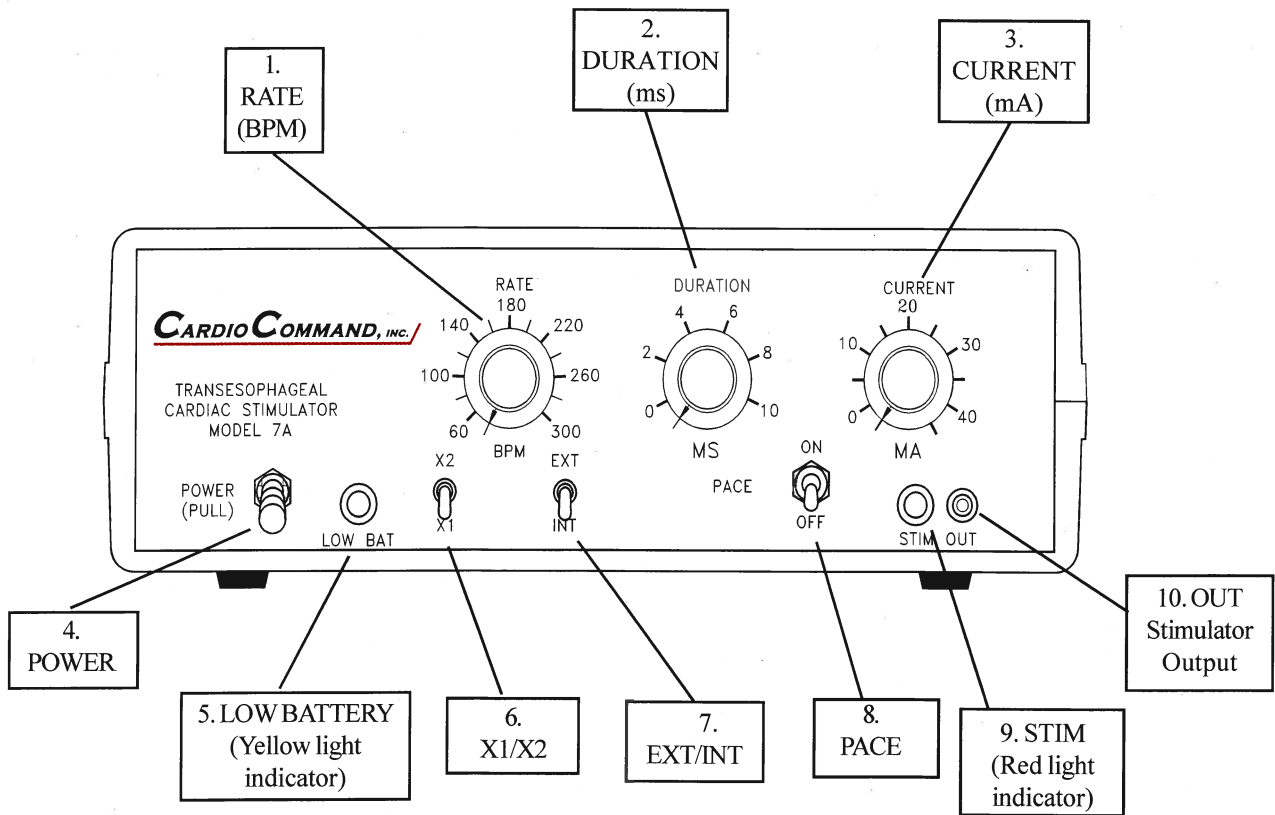 1.
RATE
(BPM)
2.
DURATION
(ms)
3.
CURRENT
(mA)
CARDIO COMMAND, INC.
TRANSESOPHAGEAL
CARDIAC STIMULATOR
MODEL 7A
RATE
180
140
220
100
260
60
300
BPM
DURATION
4
6
2
8
0
10
MS
CURRENT
20
10
30
0
40
MA
POWER
(PULL)
LOW BAT
X2
X1
EXT
INT
PACE
ON
OFF
STIM OUT
4.
POWER
5. LOW BATTERY
(Yellow light
indicator)
6.
X1/X2
7.
EXT/INT
8.
PACE
9. STIM
(Red light
indicator)
10. OUT
Stimulator
Output